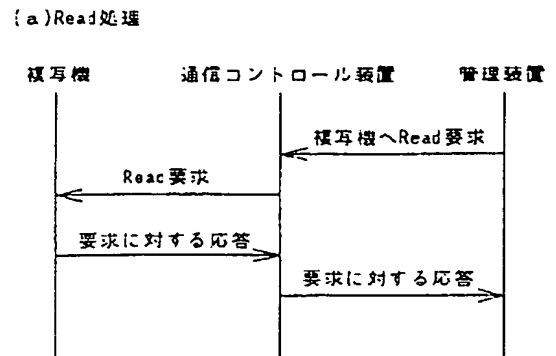 (a)Read処理
複写機 通信コントロール装置 管理装置
複写機へRead要求
Read要求
要求に対する応答
要求に対する応答